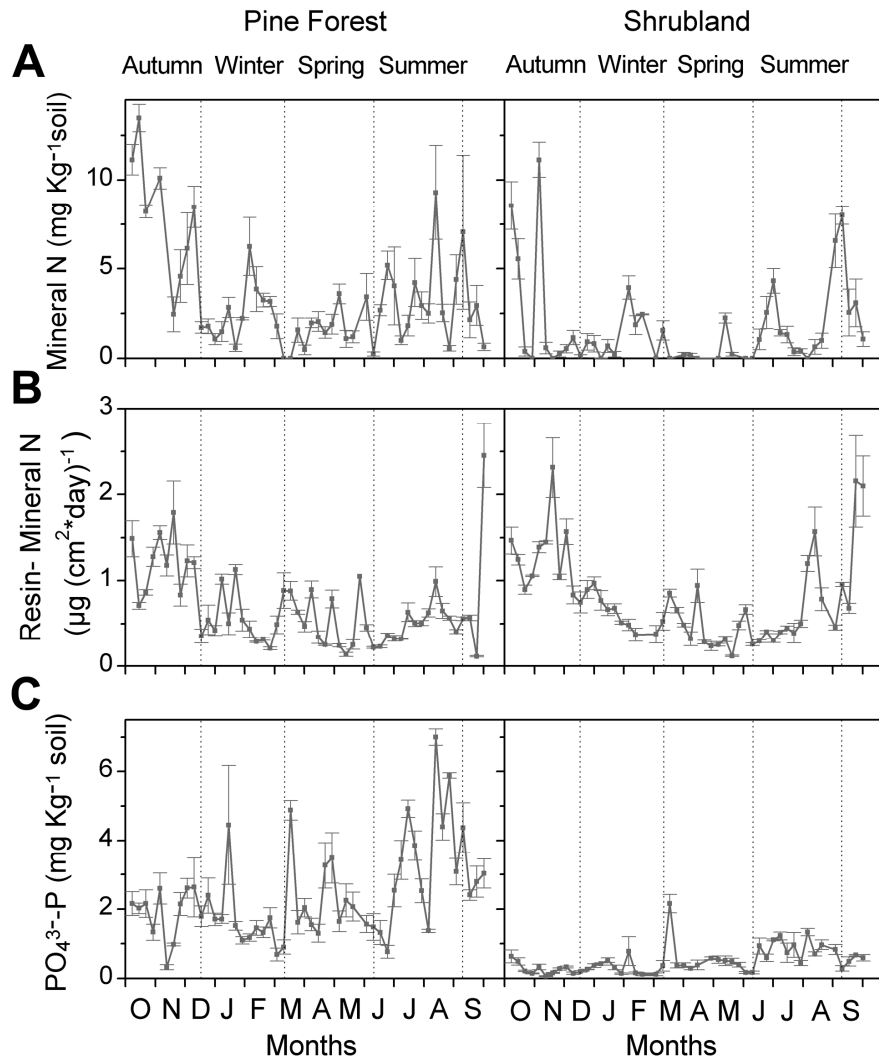 Pine Forest Shrubland
A
Autumn Winter Spring Summer Autumn Winter Spring Summer
Mineral N (mg Kg⁻¹soil)
10
5
0
B
Resin- Mineral N
(µg (cm²*day)⁻¹
3
2
1
0
C
PO₄³--P (mg Kg⁻¹ soil)
6
4
2
0
O N D J F M A M J J A S O N D J F M A M J J A S
Months Months